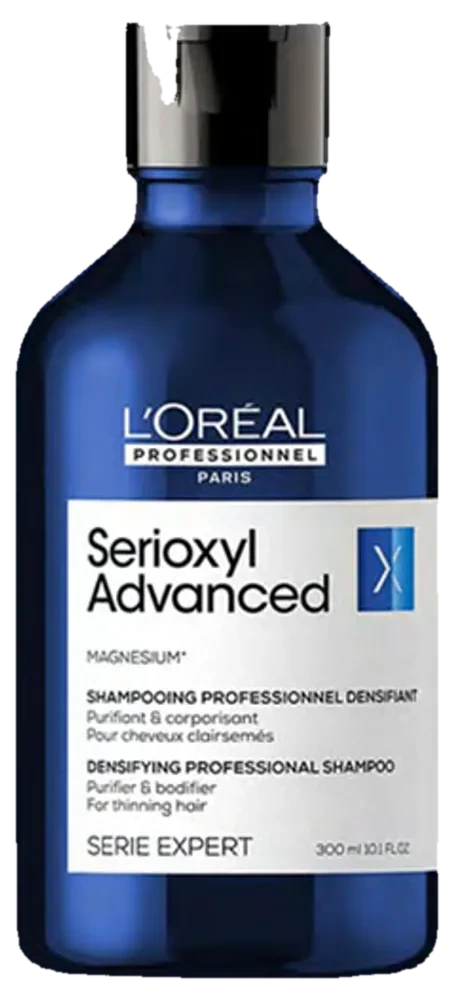 L'ORÉAL
PROFESSIONNEL
PARIS
Serioxyl
Advanced
X
MAGNESIUM*
SHAMPOOING PROFESSIONNEL DENSIFIANT
Purifiant & corporisant
Pour cheveux clairsemés
DENSIFYING PROFESSIONAL SHAMPOO
Purifier & bodifier
For thinning hair
SERIE EXPERT 300 ml 10.1 FL.OZ